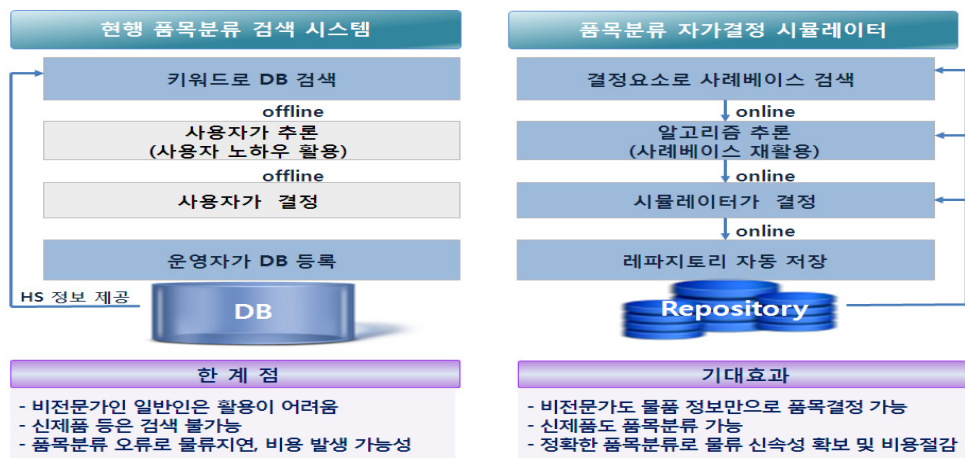 현행 품목분류 검색 시스템
키워드로 DB 검색
offline
사용자가 추론
(사용자 노하우 활용)
offline
사용자가 결정
운영자가 DB 등록
HS 정보 제공
DB
한 계 점
- 비전문가인 일반인은 활용이 어려움
- 신제품 등은 검색 불가능
- 품목분류 오류로 물류지연, 비용 발생 가능성
품목분류 자가결정 시뮬레이터
결정요소로 사례베이스 검색
online
알고리즘 추론
(사례베이스 재활용)
online
시뮬레이터가 결정
online
레파지토리 자동 저장
Repository
기대효과
- 비전문가도 물품 정보만으로 품목결정 가능
- 신제품도 품목분류 가능
- 정확한 품목분류로 물류 신속성 확보 및 비용절감